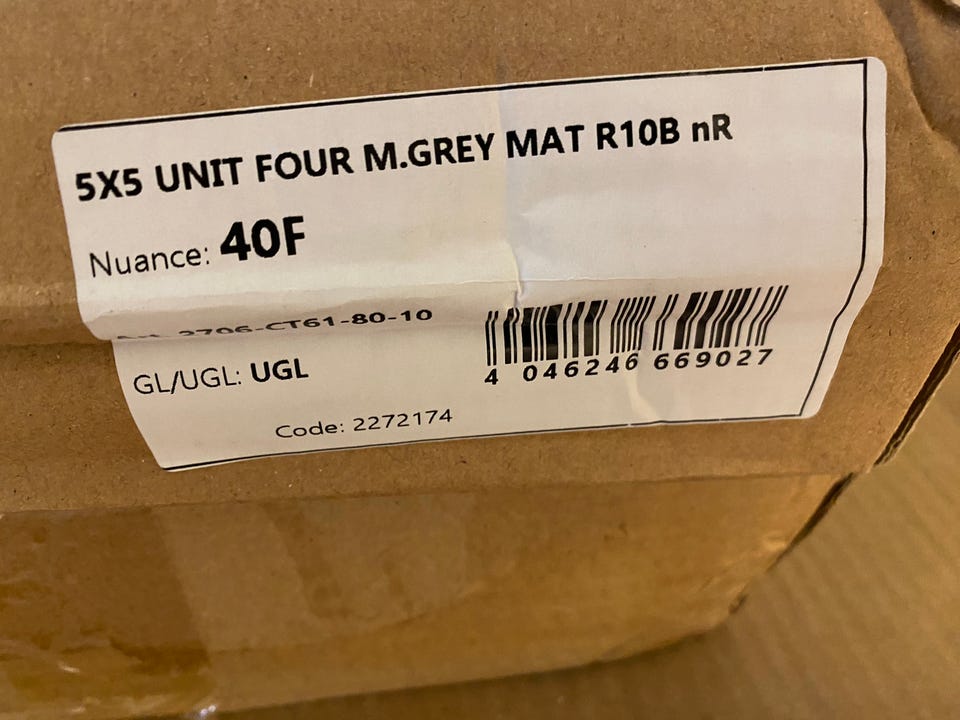 5X5 UNIT FOUR M.GREY MAT R10B nR
Nuance: 40F
2706-CT61-80-10
GL/UGL: UGL
4 046246 669027
Code: 2272174